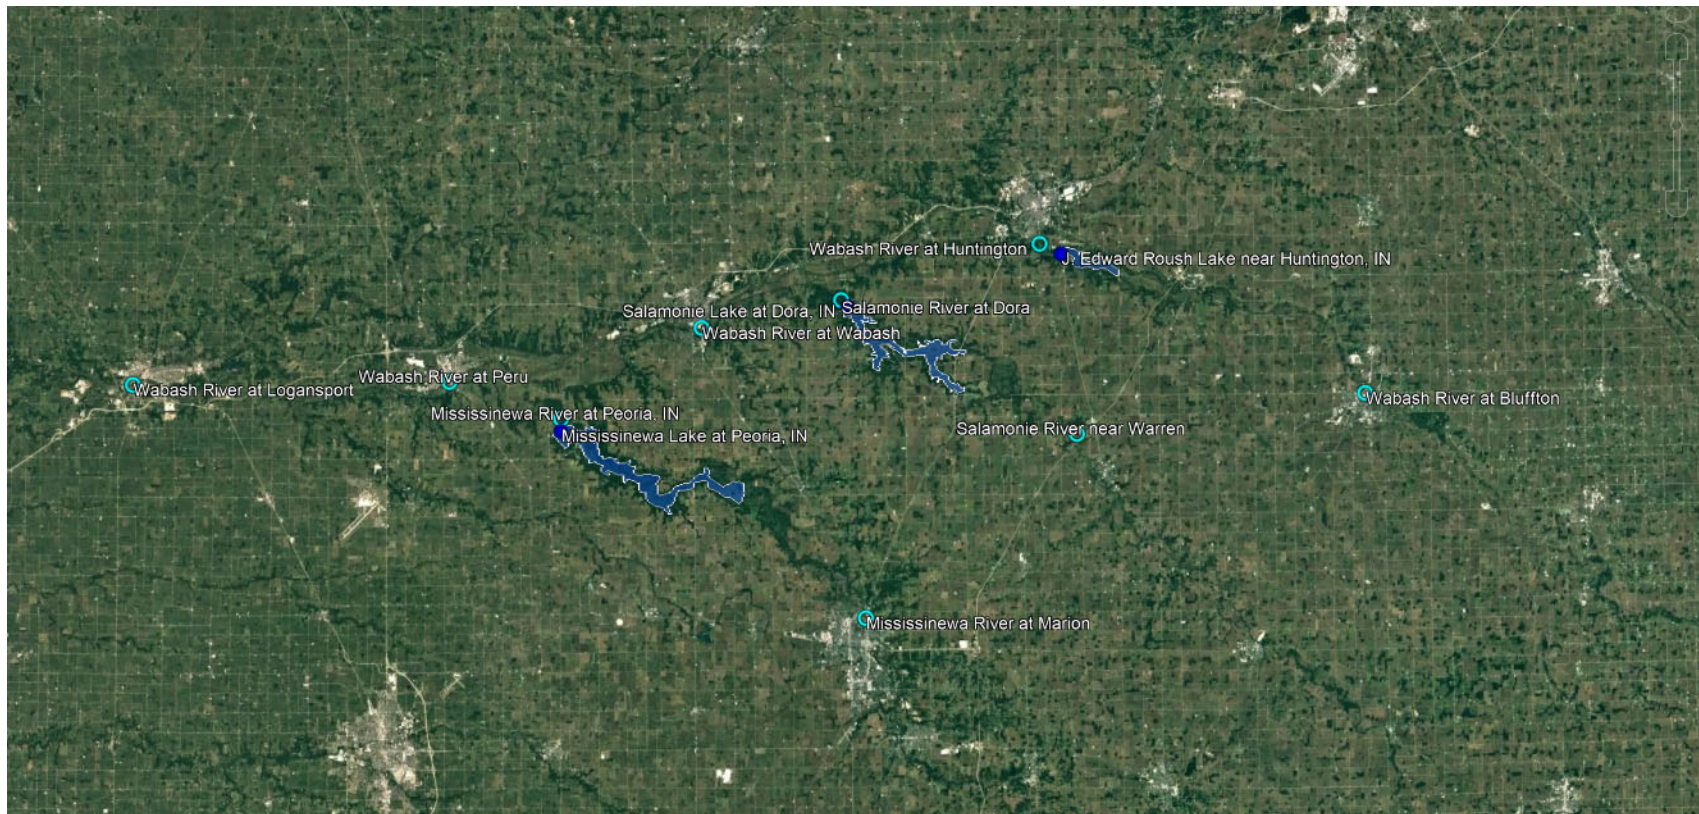 Wabash River at Huntington
J. Edward Roush Lake near Huntington, IN
Salamonie Lake at Dora, IN
Salamonie River at Dora
Wabash River at Wabash
Wabash River at Peru
Wabash River at Logansport
Wabash River at Bluffton
Mississinewa River at Peoria, IN
Mississinewa Lake at Peoria, IN
Salamonie River near Warren
Mississinewa River at Marion